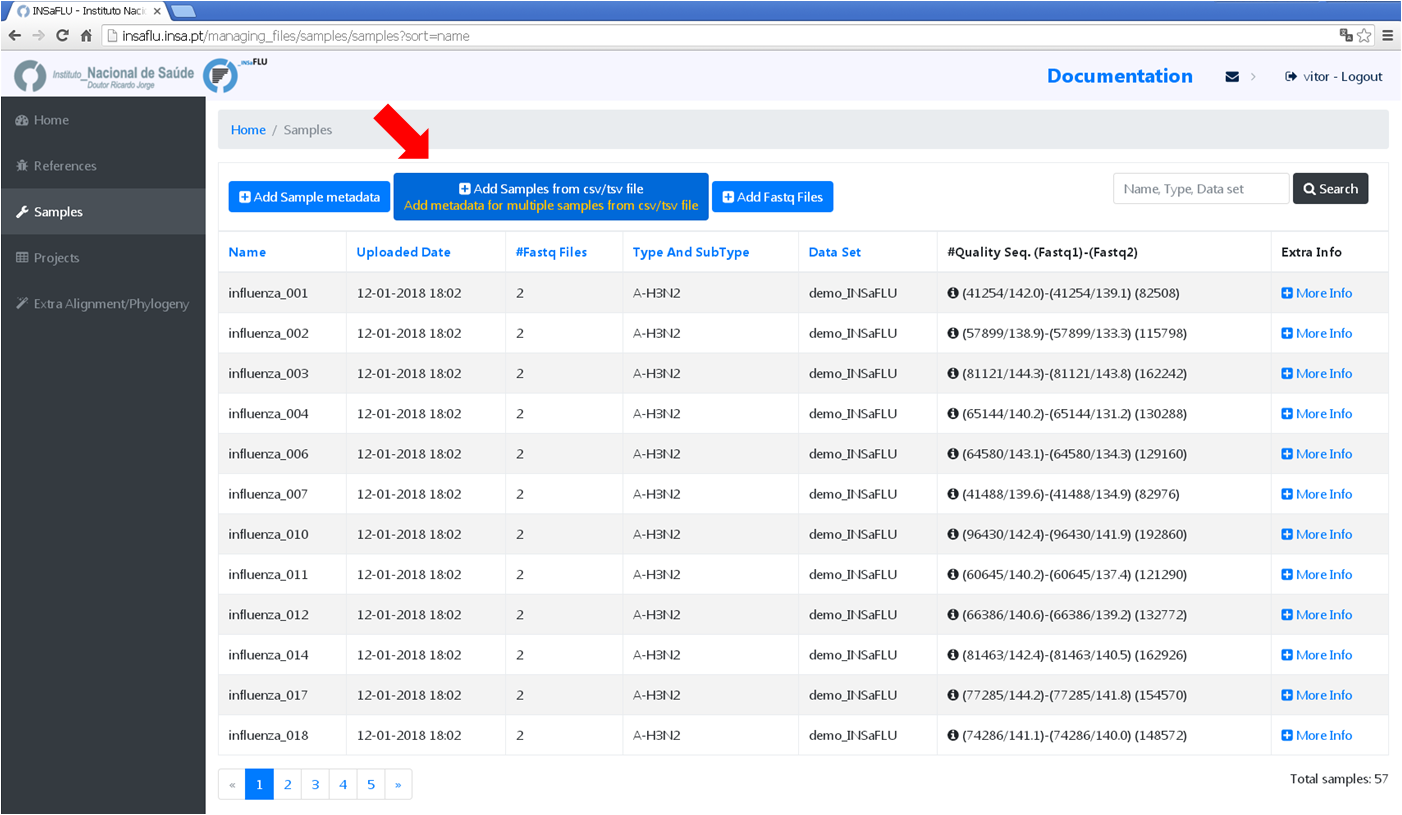 INSaFLU - Instituto Naci
insaflu.insa.pt/managing_files/samples/samples?sort=name
Instituto_Nacional de Saúde
Doutor Ricardo Jorge
_INSaFLU
Documentation
vitor - Logout
Home
References
Samples
Projects
Extra Alignment/Phylogeny
Home / Samples
Add Sample metadata
Add Samples from csv/tsv file
Add metadata for multiple samples from csv/tsv file
Add Fastq Files
Name, Type, Data set
Search
Name Uploaded Date #Fastq Files Type And SubType Data Set #Quality Seq. (Fastq1)-(Fastq2) Extra Info
influenza_001 12-01-2018 18:02 2 A-H3N2 demo_INSaFLU (41254/142.0)-(41254/139.1) (82508) More Info
influenza_002 12-01-2018 18:02 2 A-H3N2 demo_INSaFLU (57899/138.9)-(57899/133.3) (115798) More Info
influenza_003 12-01-2018 18:02 2 A-H3N2 demo_INSaFLU (81121/144.3)-(81121/143.8) (162242) More Info
influenza_004 12-01-2018 18:02 2 A-H3N2 demo_INSaFLU (65144/140.2)-(65144/131.2) (130288) More Info
influenza_006 12-01-2018 18:02 2 A-H3N2 demo_INSaFLU (64580/143.1)-(64580/134.3) (129160) More Info
influenza_007 12-01-2018 18:02 2 A-H3N2 demo_INSaFLU (41488/139.6)-(41488/134.9) (82976) More Info
influenza_010 12-01-2018 18:02 2 A-H3N2 demo_INSaFLU (96430/142.4)-(96430/141.9) (192860) More Info
influenza_011 12-01-2018 18:02 2 A-H3N2 demo_INSaFLU (60645/140.2)-(60645/137.4) (121290) More Info
influenza_012 12-01-2018 18:02 2 A-H3N2 demo_INSaFLU (66386/140.6)-(66386/139.2) (132772) More Info
influenza_014 12-01-2018 18:02 2 A-H3N2 demo_INSaFLU (81463/142.4)-(81463/140.5) (162926) More Info
influenza_017 12-01-2018 18:02 2 A-H3N2 demo_INSaFLU (77285/144.2)-(77285/141.8) (154570) More Info
influenza_018 12-01-2018 18:02 2 A-H3N2 demo_INSaFLU (74286/141.1)-(74286/140.0) (148572) More Info
« 1 2 3 4 5 »
Total samples: 57